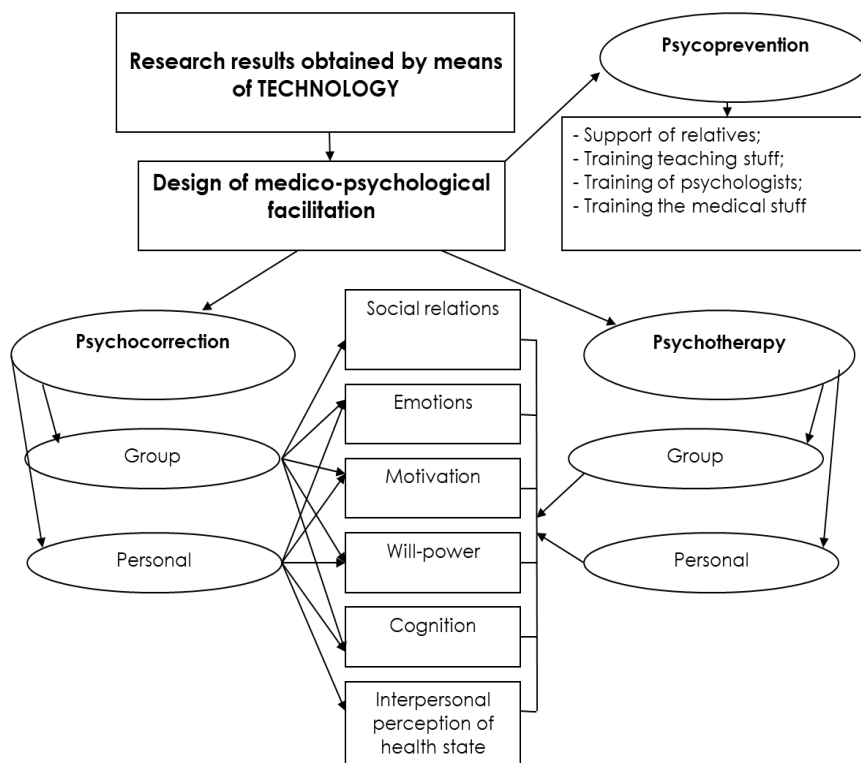 Research results obtained by means
of TECHNOLOGY
Psycoprevention
- Support of relatives;
- Training teaching stuff;
- Training of psychologists;
- Training the medical stuff
Design of medico-psychological
facilitation
Psychocorrection
Social relations
Psychotherapy
Emotions
Group
Motivation
Group
Personal
Will-power
Personal
Cognition
Interpersonal
perception of
health state